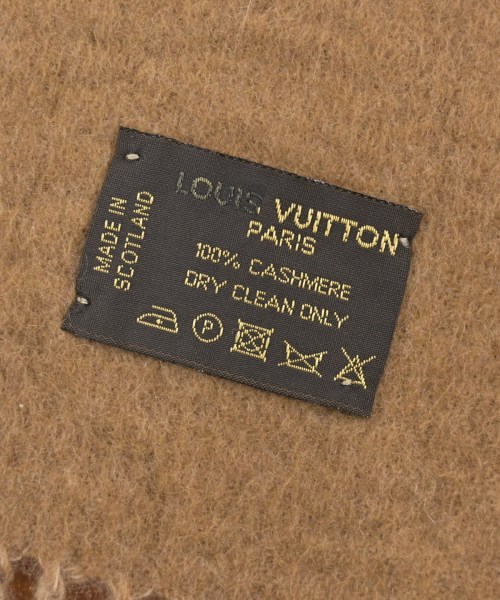 LOUIS VUITTON
PARIS
MADE IN
SCOTLAND
100% CASHMERE
DRY CLEAN ONLY
P